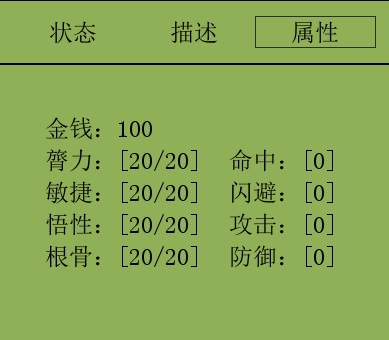 状态 描述 属性
金钱：100
膂力：[20/20] 命中：[0]
敏捷：[20/20] 闪避：[0]
悟性：[20/20] 攻击：[0]
根骨：[20/20] 防御：[0]